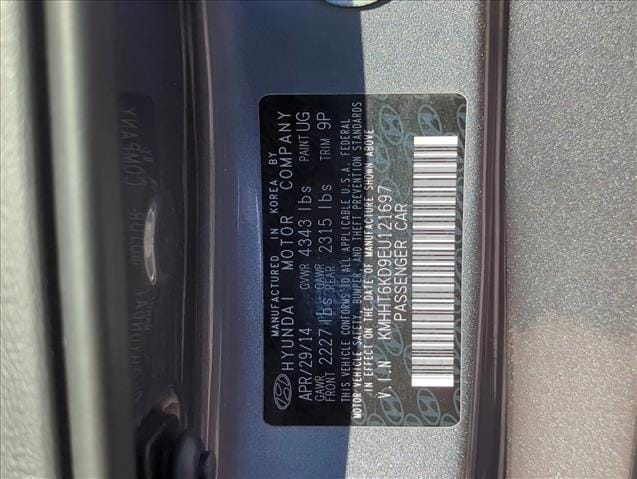 MANUFACTURED IN KOREA BY
HYUNDAI MOTOR COMPANY
APR/29/14 GVWR 4343 lbs PAINT UG
GAWR FRONT 2227 lbs GAWR REAR 2315 lbs TRIM 9P
THIS VEHICLE CONFORMS TO ALL APPLICABLE U.S.A. FEDERAL
MOTOR VEHICLE SAFETY, BUMPER, AND THEFT PREVENTION STANDARDS
IN EFFECT ON THE DATE OF MANUFACTURE SHOWN ABOVE
V.I.N KMHHT6KD9EU121697
PASSENGER CAR